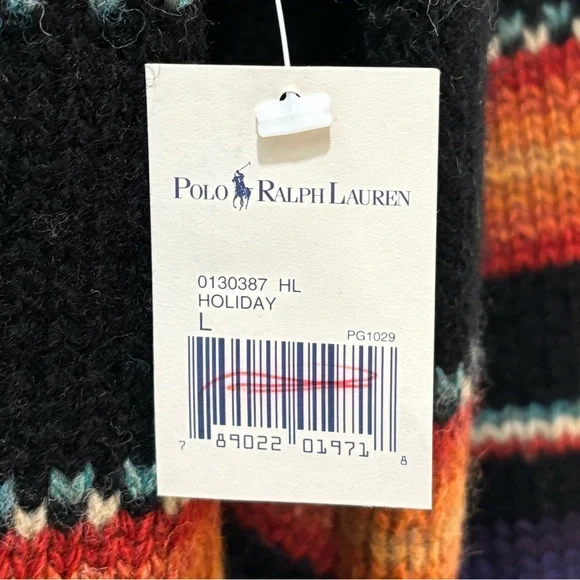 POLO RALPH LAUREN
0130387 HL
HOLIDAY
L
PG1029
7 89022 01971 8